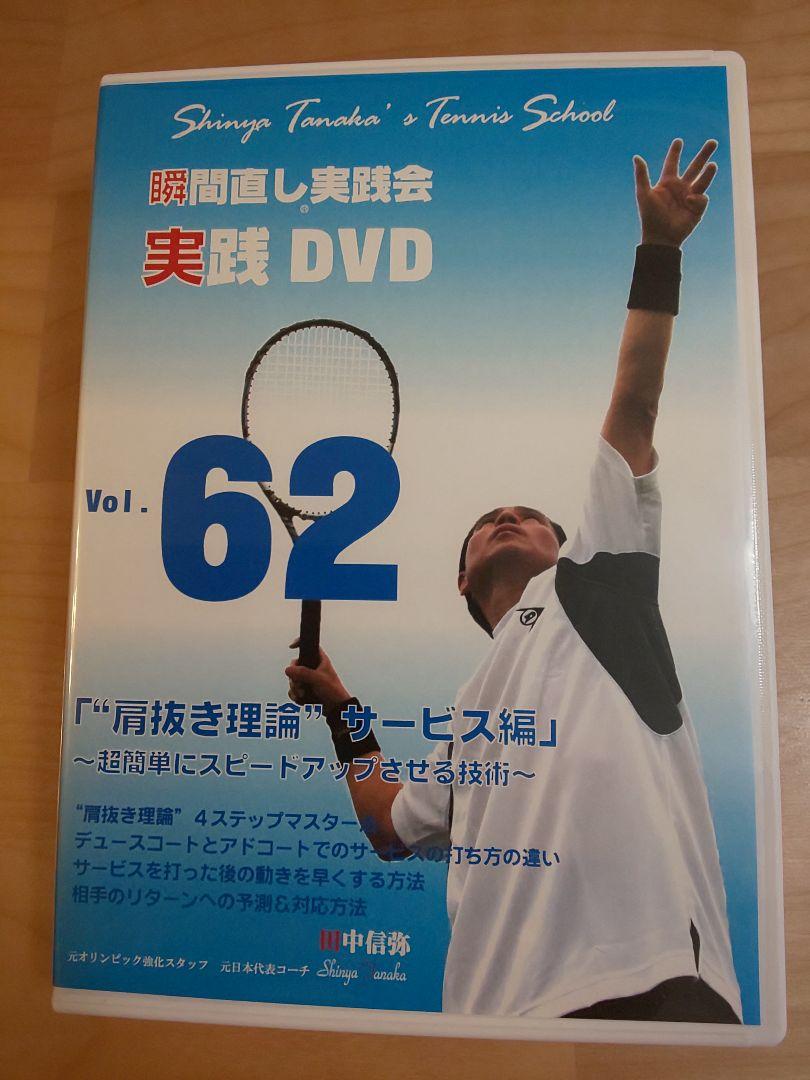 Shinya Tanaka's Tennis School
瞬間直し実践会
®
実践 DVD
Vol. 62
「“肩抜き理論” サービス編」
～超簡単にスピードアップさせる技術～
“肩抜き理論” 4ステップマスター
デュースコートとアドコートでのサービスの打ち方の違い
サービスを打った後の動きを早くする方法
相手のリターンへの予測&対応方法
田中信弥
元オリンピック強化スタッフ 元日本代表コーチ Shinya Tanaka